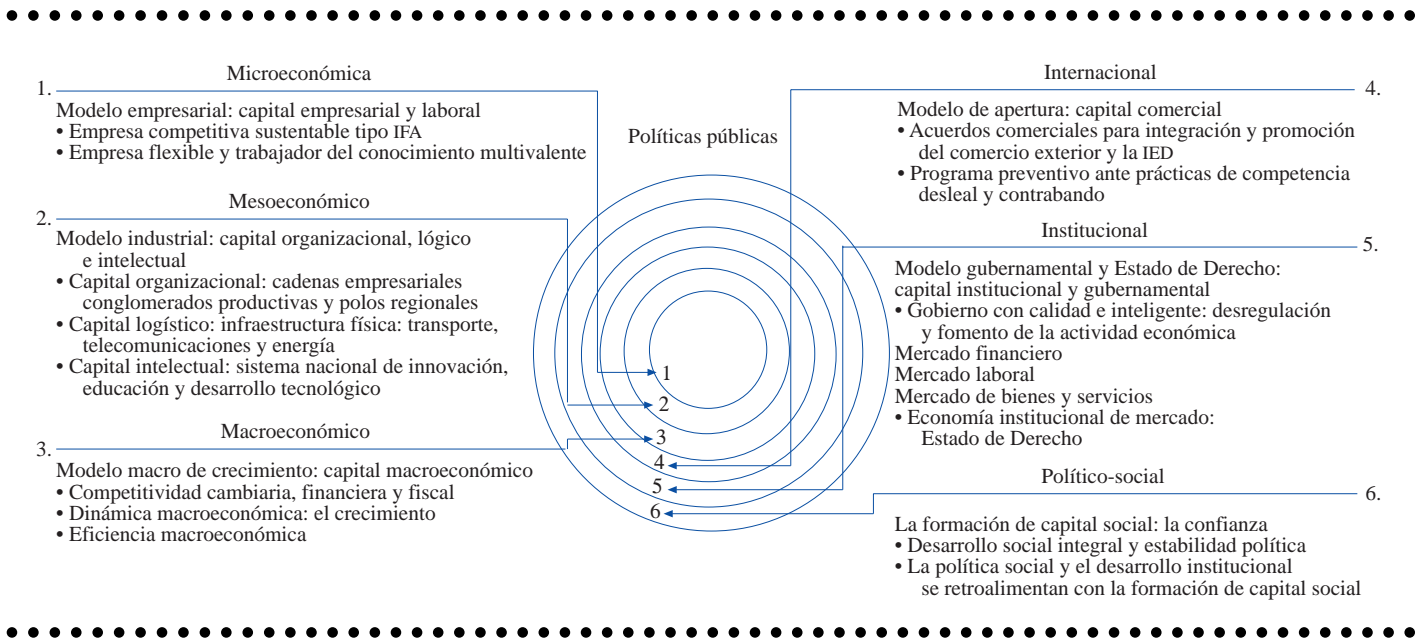 Microeconómica
1.
Modelo empresarial: capital empresarial y laboral
• Empresa competitiva sustentable tipo IFA
• Empresa flexible y trabajador del conocimiento multivalente
Mesoeconómico
2.
Modelo industrial: capital organizacional, lógico
e intelectual
• Capital organizacional: cadenas empresariales
conglomerados productivas y polos regionales
• Capital logístico: infraestructura física: transporte,
telecomunicaciones y energía
• Capital intelectual: sistema nacional de innovación,
educación y desarrollo tecnológico
Macroeconómico
3.
Modelo macro de crecimiento: capital macroeconómico
• Competitividad cambiaria, financiera y fiscal
• Dinámica macroeconómica: el crecimiento
• Eficiencia macroeconómica
Políticas públicas
1
2
3
4
5
6
Internacional
4.
Modelo de apertura: capital comercial
• Acuerdos comerciales para integración y promoción
del comercio exterior y la IED
• Programa preventivo ante prácticas de competencia
desleal y contrabando
Institucional
5.
Modelo gubernamental y Estado de Derecho:
capital institucional y gubernamental
• Gobierno con calidad e inteligente: desregulación
y fomento de la actividad económica
Mercado financiero
Mercado laboral
Mercado de bienes y servicios
• Economía institucional de mercado:
Estado de Derecho
Político-social
6.
La formación de capital social: la confianza
• Desarrollo social integral y estabilidad política
• La política social y el desarrollo institucional
se retroalimentan con la formación de capital social